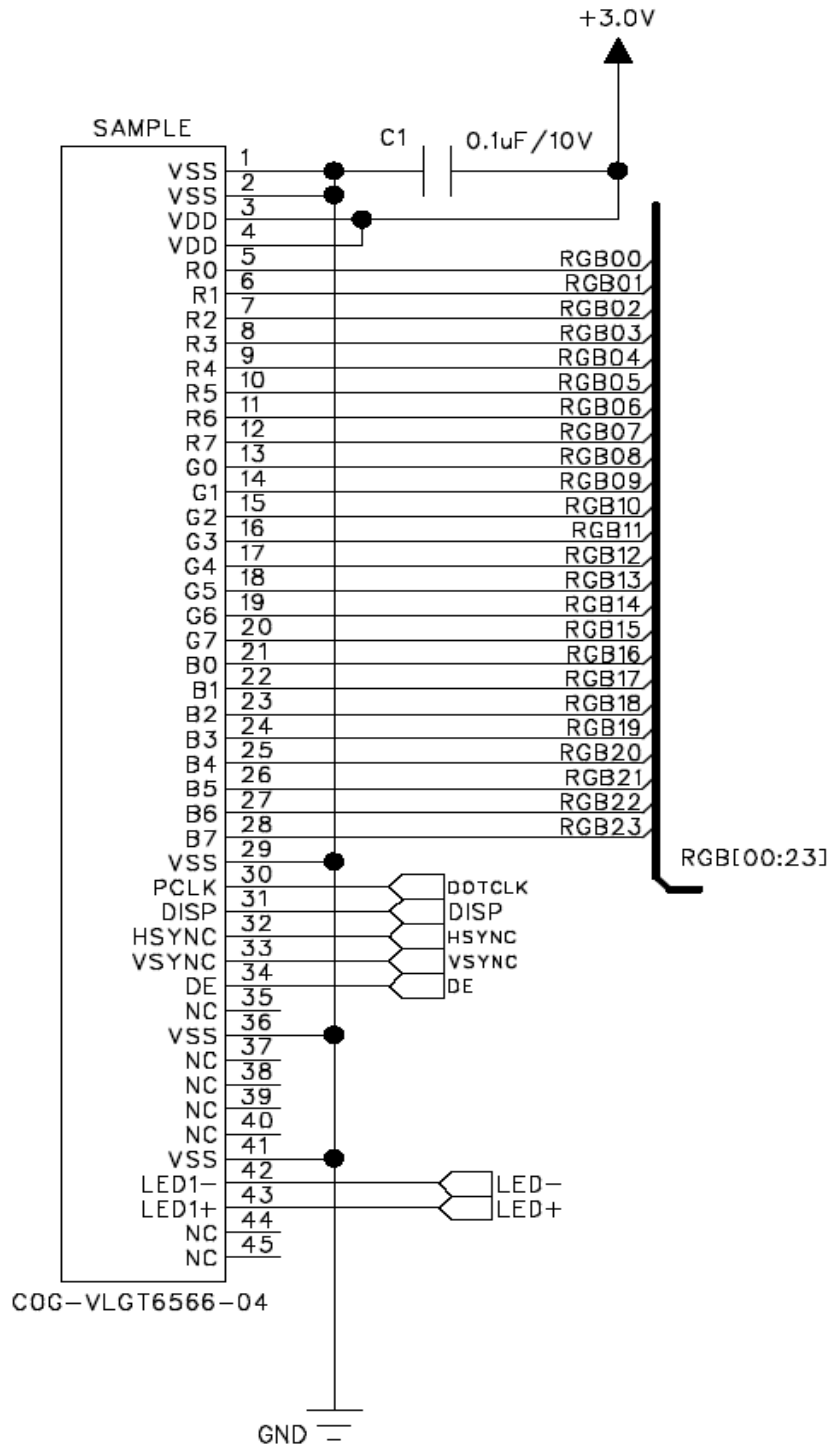 +3.0V
SAMPLE
C1 0.1uF/10V
VSS 1
VSS 2
VDD 3
VDD 4
R0 5 RGB00
R1 6 RGB01
R2 7 RGB02
R3 8 RGB03
R4 9 RGB04
R5 10 RGB05
R6 11 RGB06
R7 12 RGB07
G0 13 RGB08
G1 14 RGB09
G2 15 RGB10
G3 16 RGB11
G4 17 RGB12
G5 18 RGB13
G6 19 RGB14
G7 20 RGB15
B0 21 RGB16
B1 22 RGB17
B2 23 RGB18
B3 24 RGB19
B4 25 RGB20
B5 26 RGB21
B6 27 RGB22
B7 28 RGB23
VSS 29
RGB[00:23]
PCLK 30 DOTCLK
DISP 31 DISP
HSYNC 32 HSYNC
VSYNC 33 VSYNC
DE 34 DE
NC 35
VSS 36
NC 37
NC 38
NC 39
NC 40
VSS 41
LED1- 42 LED-
LED1+ 43 LED+
NC 44
NC 45
COG-VLGT6566-04
GND